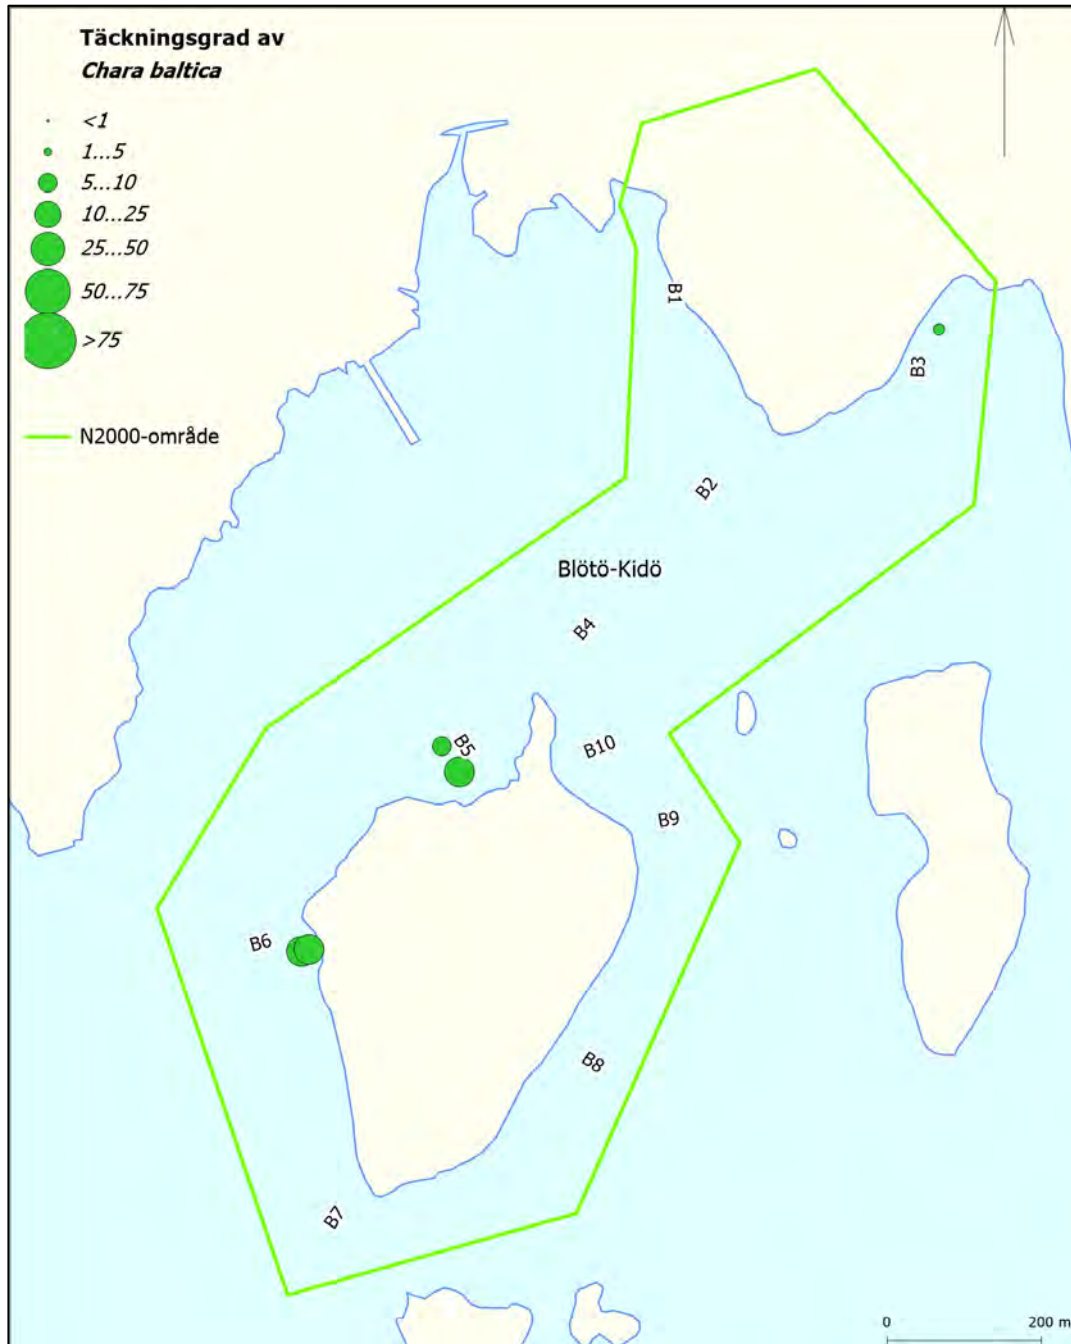 Täckningsgrad av
Chara baltica
<1
1...5
5...10
10...25
25...50
50...75
>75
N2000-område
B1
B3
B2
Blötö-Kidö
B4
B5
B10
B9
B6
B8
B7
0 200 m